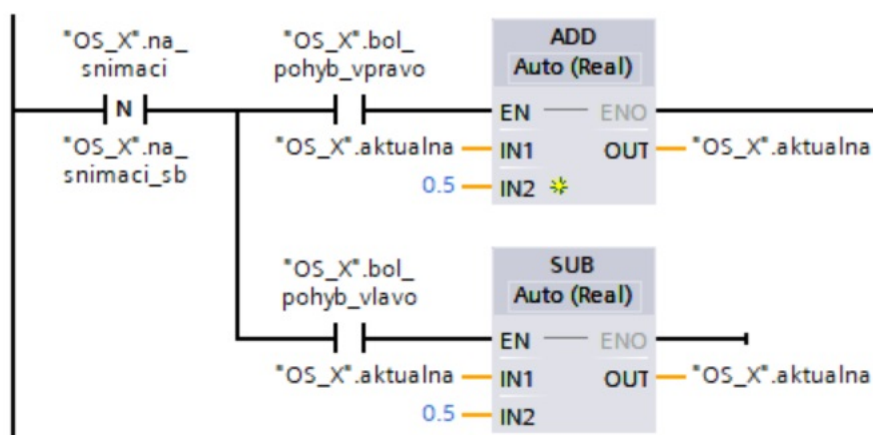 "OS_X".na_
snimaci
N
"OS_X".na_
snimaci_sb
"OS_X".bol_
pohyb_vpravo
ADD
Auto (Real)
EN
ENO
"OS_X".aktualna
IN1
OUT
"OS_X".aktualna
0.5
IN2
"OS_X".bol_
pohyb_vlavo
SUB
Auto (Real)
EN
ENO
"OS_X".aktualna
IN1
OUT
"OS_X".aktualna
0.5
IN2